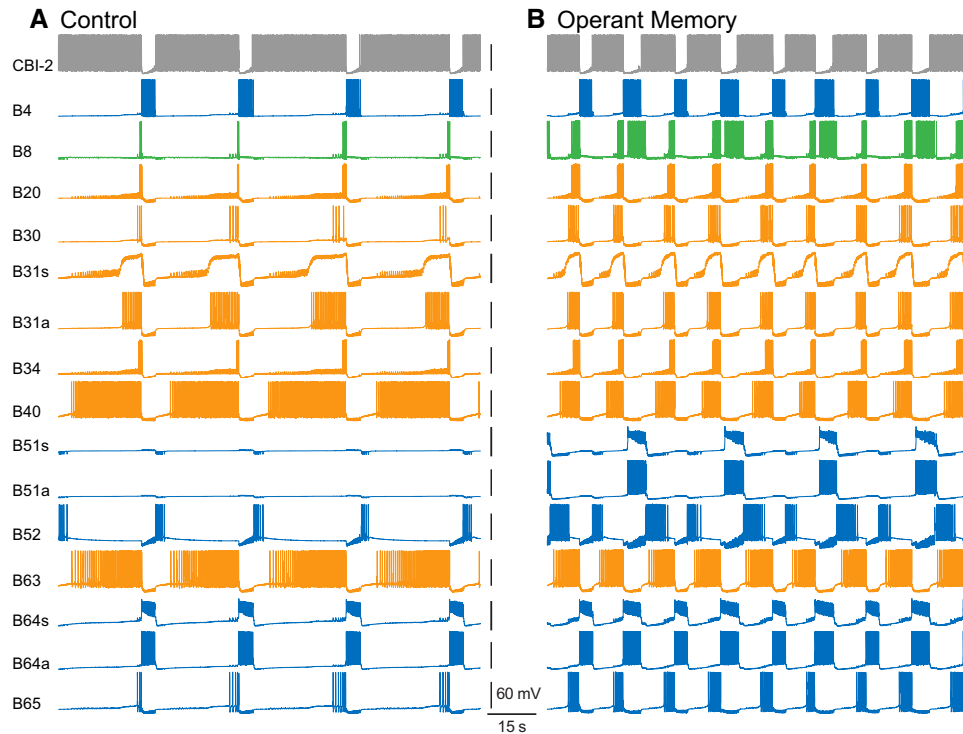 A Control
B Operant Memory
CBI-2
B4
B8
B20
B30
B31s
B31a
B34
B40
B51s
B51a
B52
B63
B64s
B64a
B65
60 mV
15 s